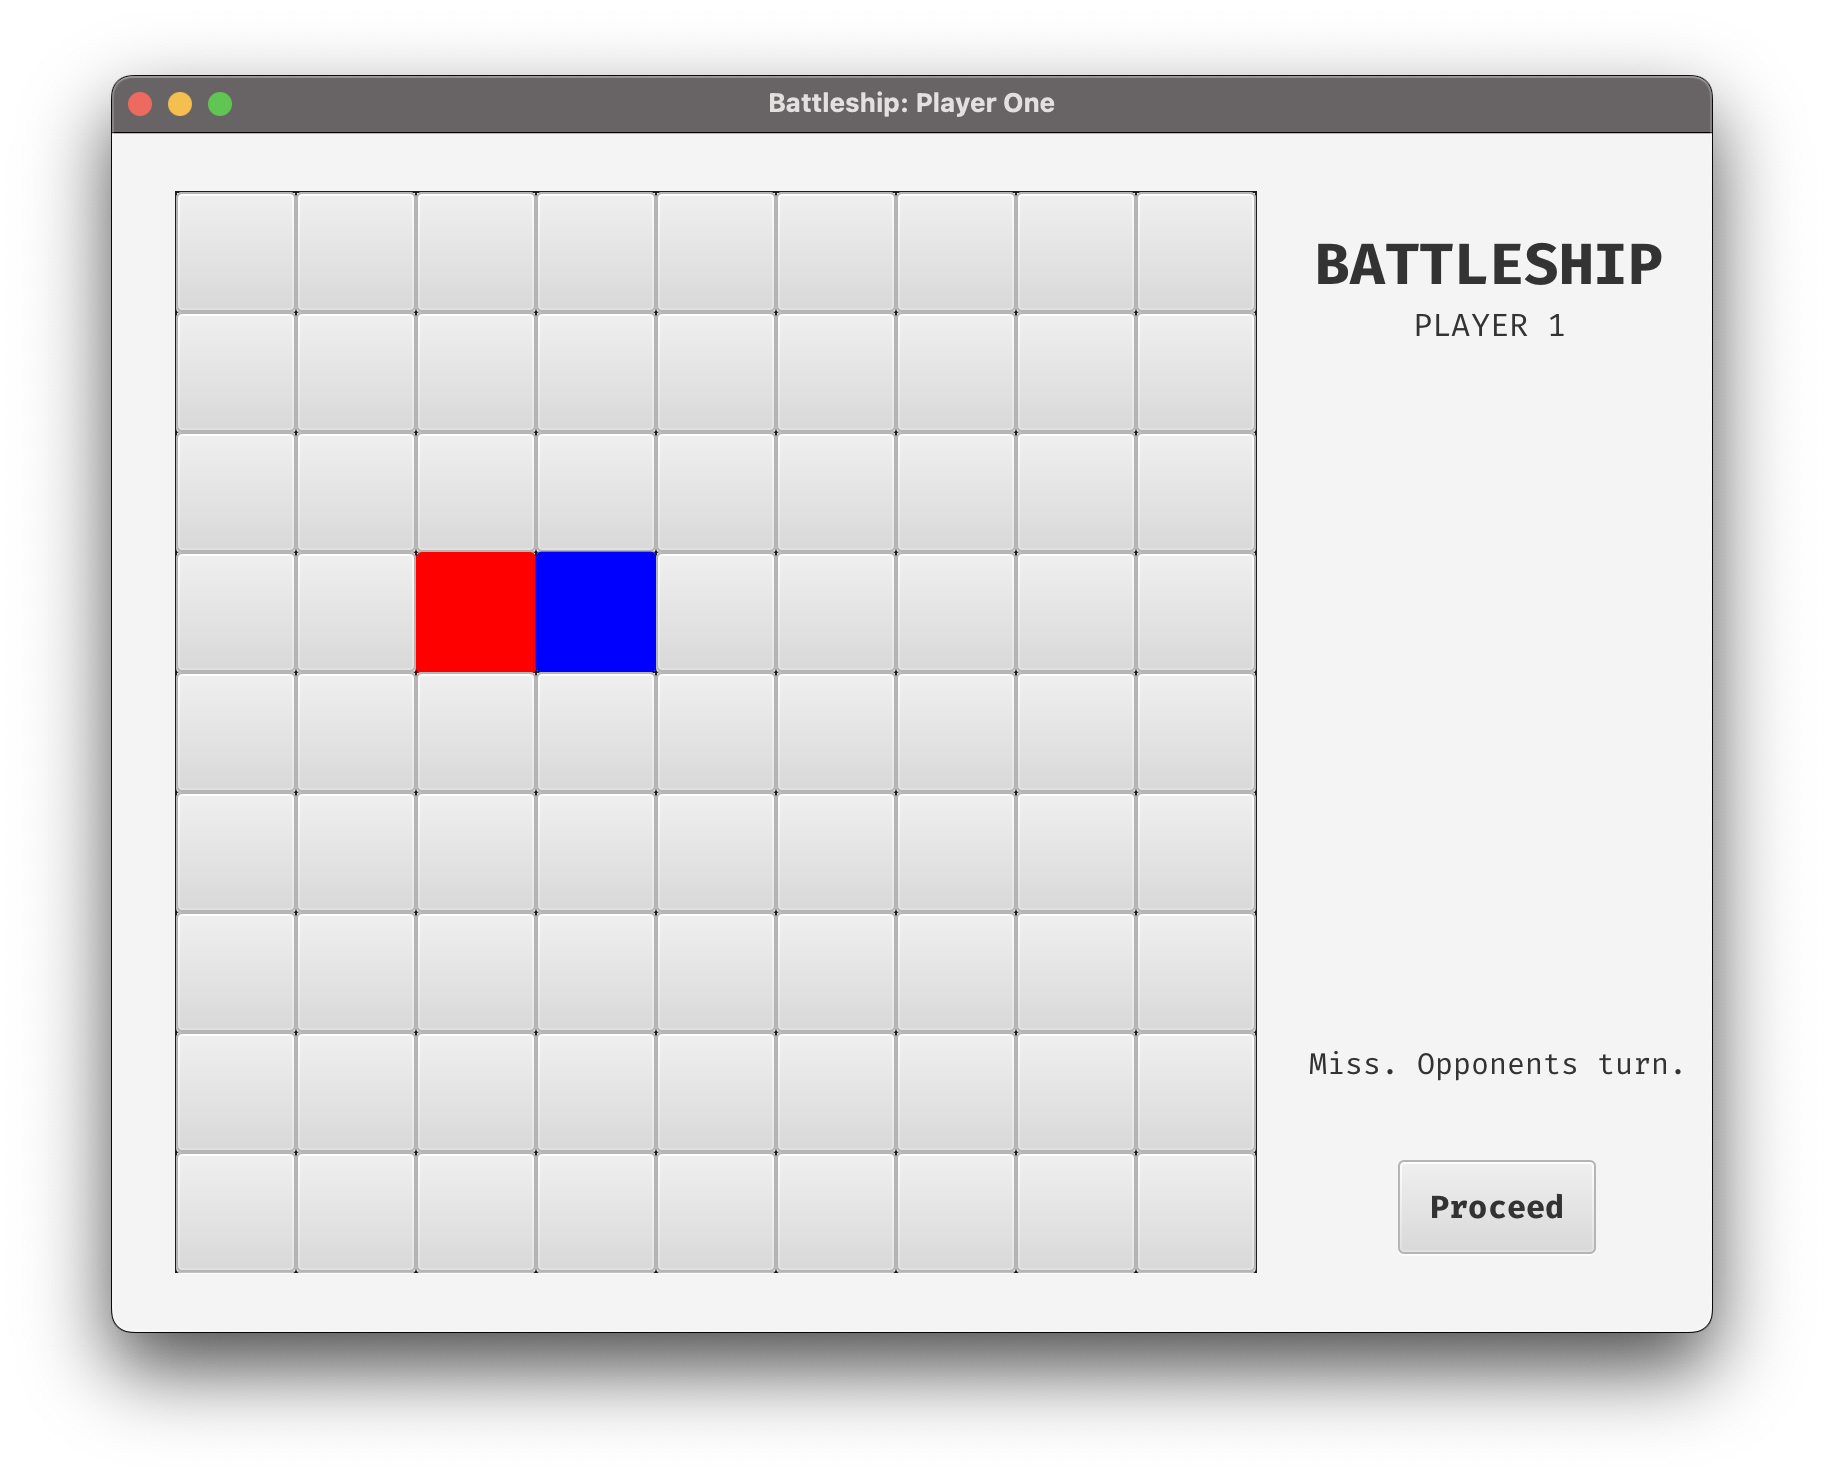 Battleship: Player One
BATTLESHIP
PLAYER 1
Miss. Opponents turn.
Proceed